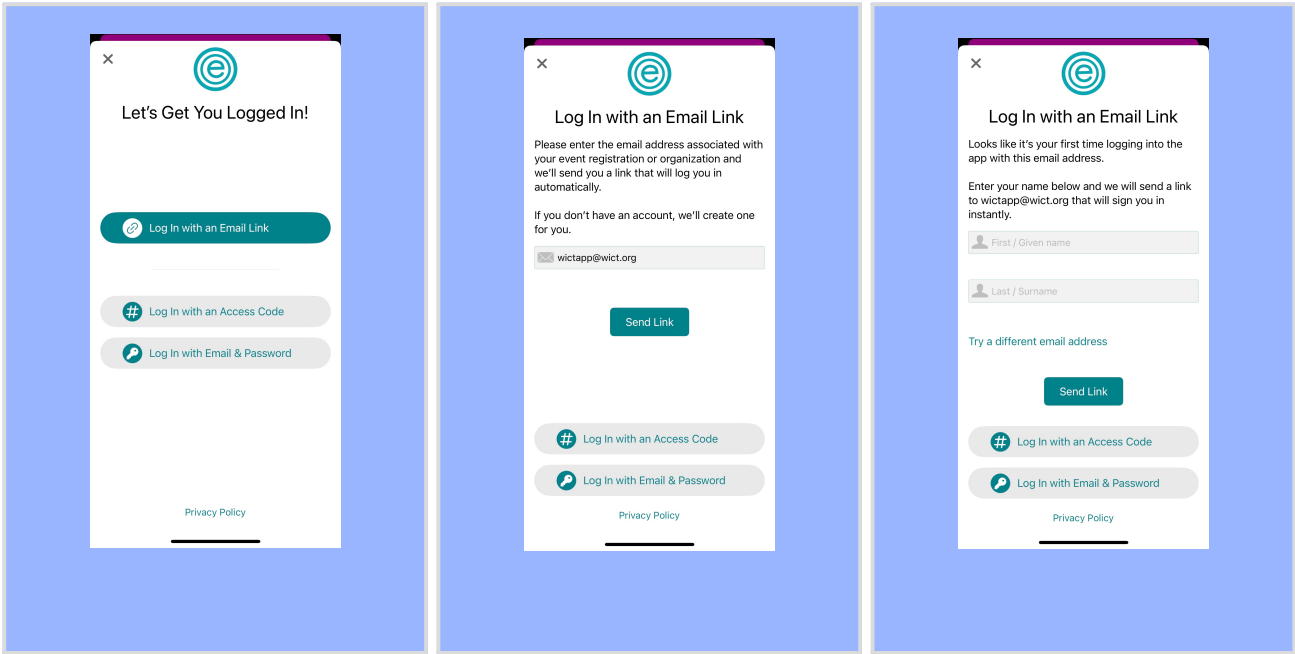 e
Let's Get You Logged In!
Log In with an Email Link
Log In with an Access Code
Log In with Email & Password
Privacy Policy
e
Log In with an Email Link
Please enter the email address associated with
your event registration or organization and
we'll send you a link that will log you in
automatically.
If you don't have an account, we'll create one
for you.
wictapp@wict.org
Send Link
Log In with an Access Code
Log In with Email & Password
Privacy Policy
e
Log In with an Email Link
Looks like it's your first time logging into the
app with this email address.
Enter your name below and we will send a link
to wictapp@wict.org that will sign you in
instantly.
First / Given name
Last / Surname
Try a different email address
Send Link
Log In with an Access Code
Log In with Email & Password
Privacy Policy